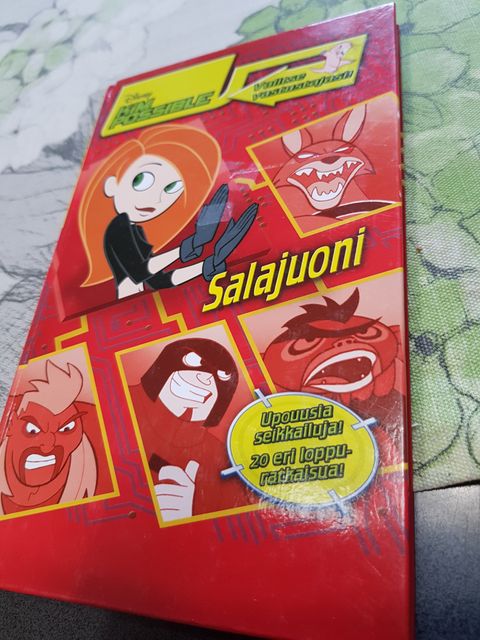 Disney
KIM
POSSIBLE
Valitse
vastustajasi!
Salajuoni
Upouusia
seikkailuja!
20 eri loppu-
ratkaisua!